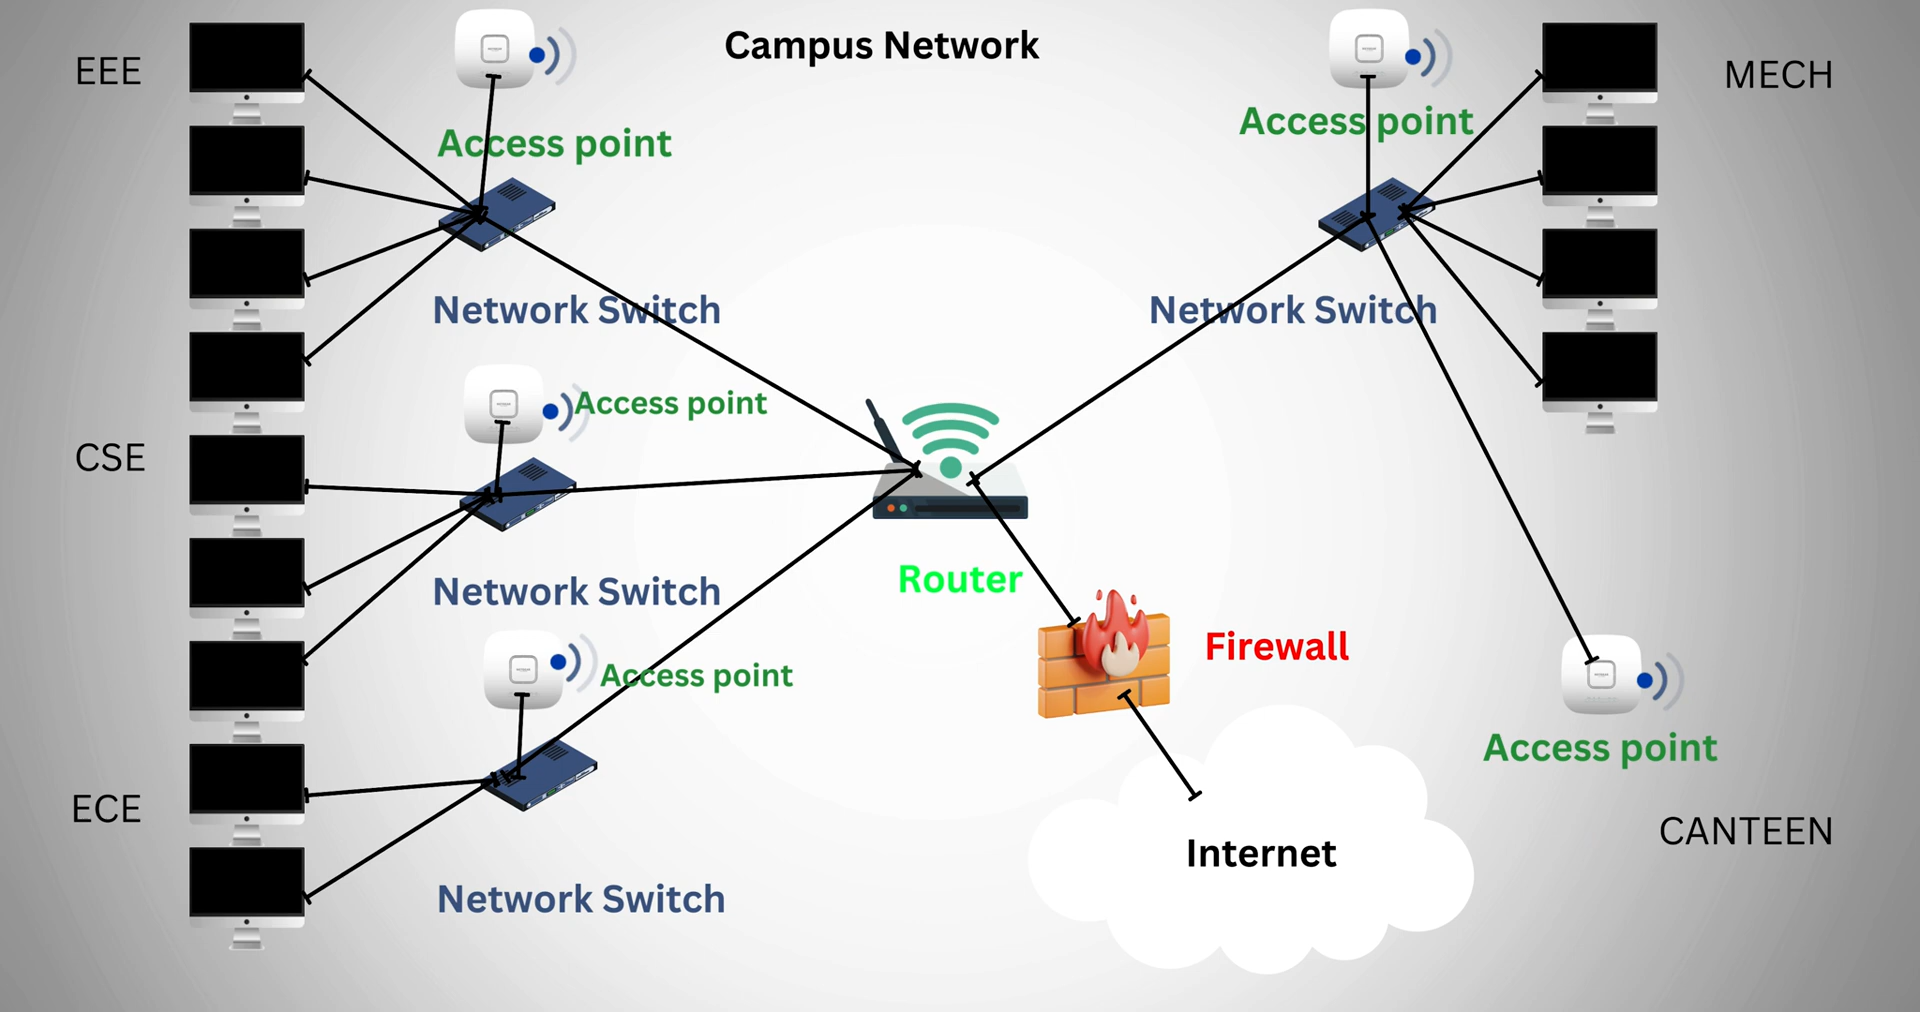 Campus Network
EEE
MECH
Access point
Access point
Network Switch
Network Switch
Access point
CSE
Router
Network Switch
Firewall
Access point
Access point
ECE
CANTEEN
Internet
Network Switch